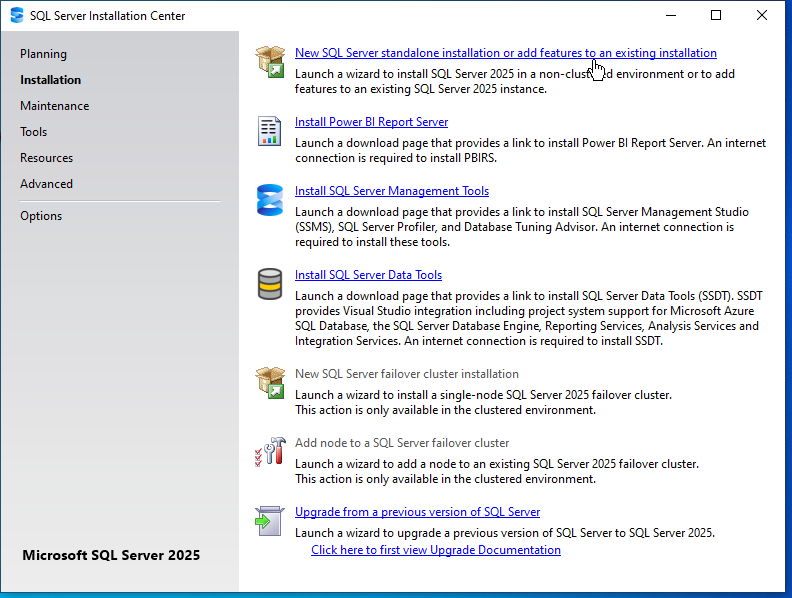 SQL Server Installation Center
Planning
Installation
Maintenance
Tools
Resources
Advanced
Options
Microsoft SQL Server 2025
New SQL Server standalone installation or add features to an existing installation
Launch a wizard to install SQL Server 2025 in a non-clustered environment or to add
features to an existing SQL Server 2025 instance.
Install Power BI Report Server
Launch a download page that provides a link to install Power BI Report Server. An internet
connection is required to install PBIRS.
Install SQL Server Management Tools
Launch a download page that provides a link to install SQL Server Management Studio
(SSMS), SQL Server Profiler, and Database Tuning Advisor. An internet connection is
required to install these tools.
Install SQL Server Data Tools
Launch a download page that provides a link to install SQL Server Data Tools (SSDT). SSDT
provides Visual Studio integration including project system support for Microsoft Azure
SQL Database, the SQL Server Database Engine, Reporting Services, Analysis Services and
Integration Services. An internet connection is required to install SSDT.
New SQL Server failover cluster installation
Launch a wizard to install a single-node SQL Server 2025 failover cluster.
This action is only available in the clustered environment.
Add node to a SQL Server failover cluster
Launch a wizard to add a node to an existing SQL Server 2025 failover cluster.
This action is only available in the clustered environment.
Upgrade from a previous version of SQL Server
Launch a wizard to upgrade a previous version of SQL Server to SQL Server 2025.
Click here to first view Upgrade Documentation